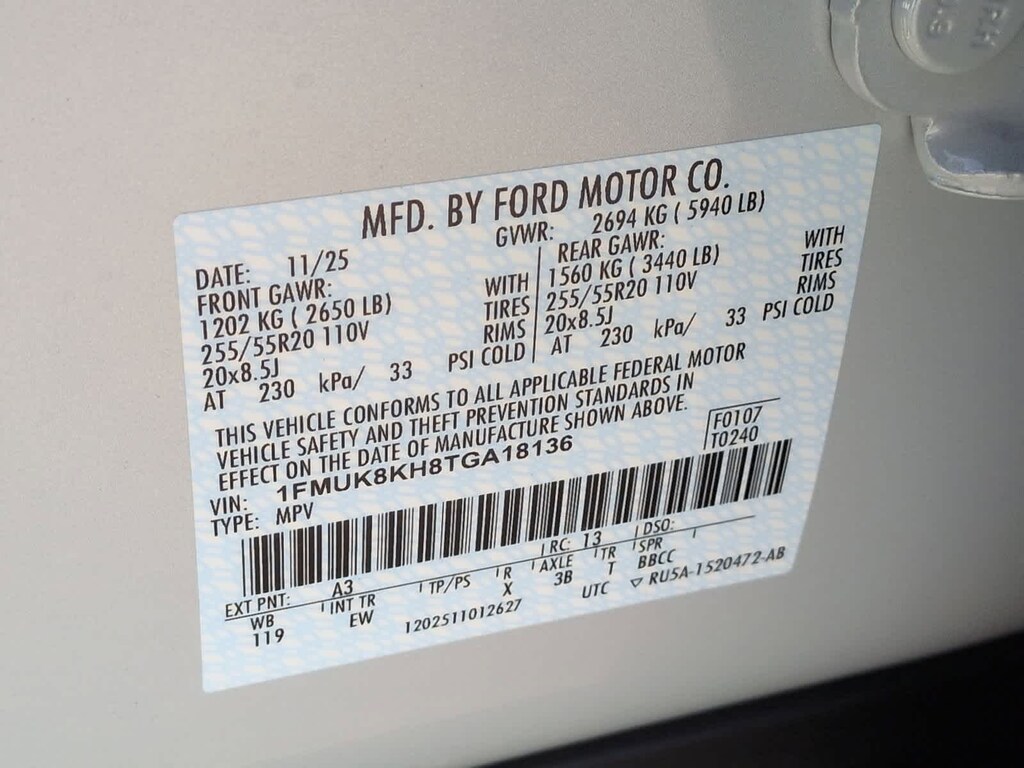 MFD. BY FORD MOTOR CO.
DATE: 11/25
GVWR: 2694 KG ( 5940 LB)
FRONT GAWR:
1202 KG ( 2650 LB) WITH
255/55R20 110V TIRES
20x8.5J RIMS
AT 230 kPa/ 33 PSI COLD
REAR GAWR:
1560 KG ( 3440 LB) WITH
255/55R20 110V TIRES
20x8.5J RIMS
AT 230 kPa/ 33 PSI COLD
THIS VEHICLE CONFORMS TO ALL APPLICABLE FEDERAL MOTOR
VEHICLE SAFETY AND THEFT PREVENTION STANDARDS IN
EFFECT ON THE DATE OF MANUFACTURE SHOWN ABOVE.
VIN: 1FMUK8KH8TGA18136
TYPE: MPV
F0107
T0240
EXT PNT: A3 RC: 13 DSO:
WB INT TR TP/PS R AXLE TR SPR
119 EW X 3B T BBCC
1202511012627 UTC ▽ RU5A-1520472-AB